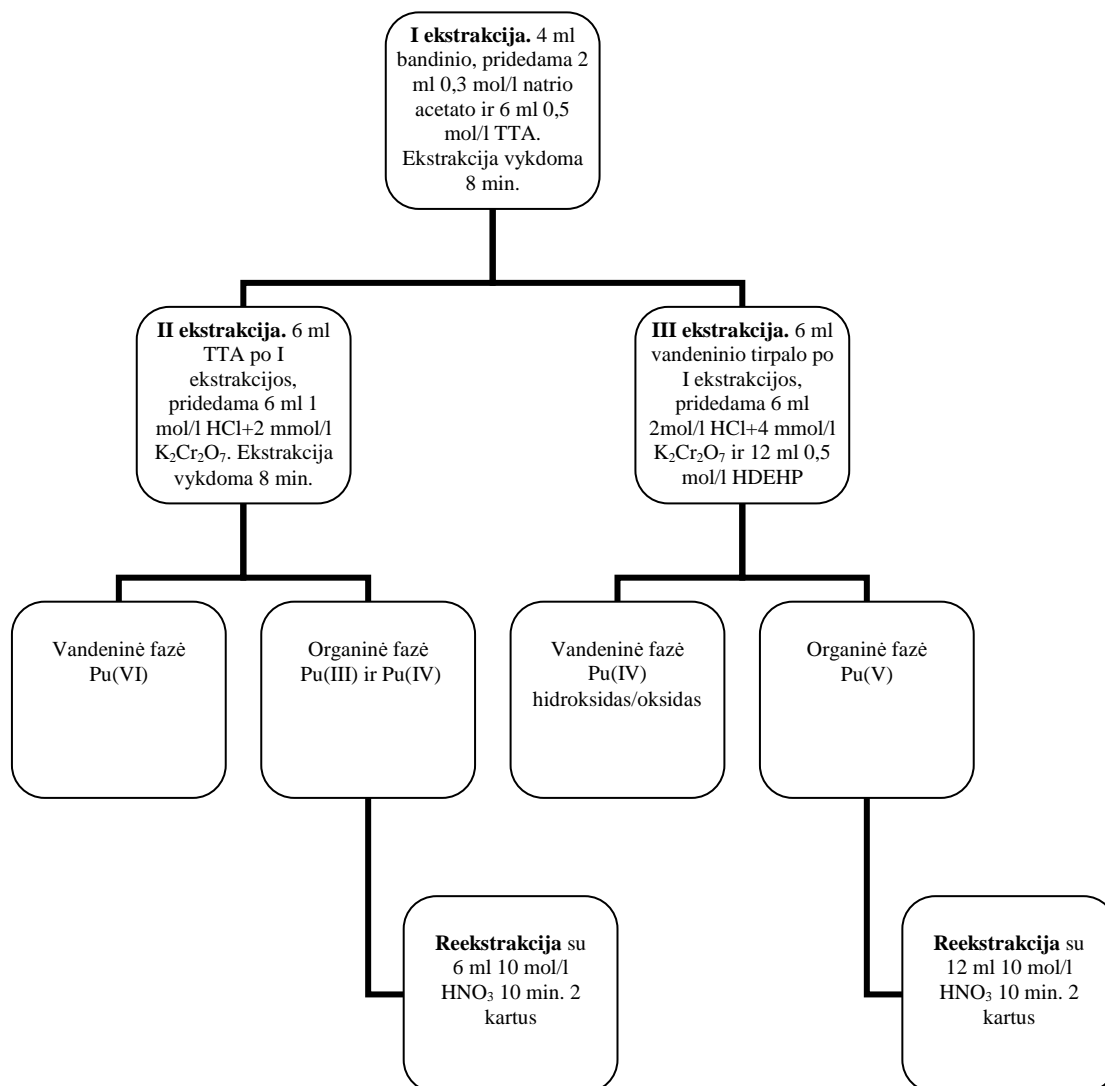 I ekstrakcija. 4 ml
bandinio, pridedama 2
ml 0,3 mol/l natrio
acetato ir 6 ml 0,5
mol/l TTA.
Ekstrakcija vykdoma
8 min.
II ekstrakcija. 6 ml
TTA po I
ekstrakcijos,
pridedama 6 ml 1
mol/l HCl+2 mmol/l
K₂Cr₂O₇. Ekstrakcija
vykdoma 8 min.
III ekstrakcija. 6 ml
vandeninio tirpalo po
I ekstrakcijos,
pridedama 6 ml
2mol/l HCl+4 mmol/l
K₂Cr₂O₇ ir 12 ml 0,5
mol/l HDEHP
Vandeninė fazė
Pu(VI)
Organinė fazė
Pu(III) ir Pu(IV)
Vandeninė fazė
Pu(IV)
hidroksidas/oksidas
Organinė fazė
Pu(V)
Reekstrakcija su
6 ml 10 mol/l
HNO₃ 10 min. 2
kartus
Reekstrakcija su
12 ml 10 mol/l
HNO₃ 10 min. 2
kartus